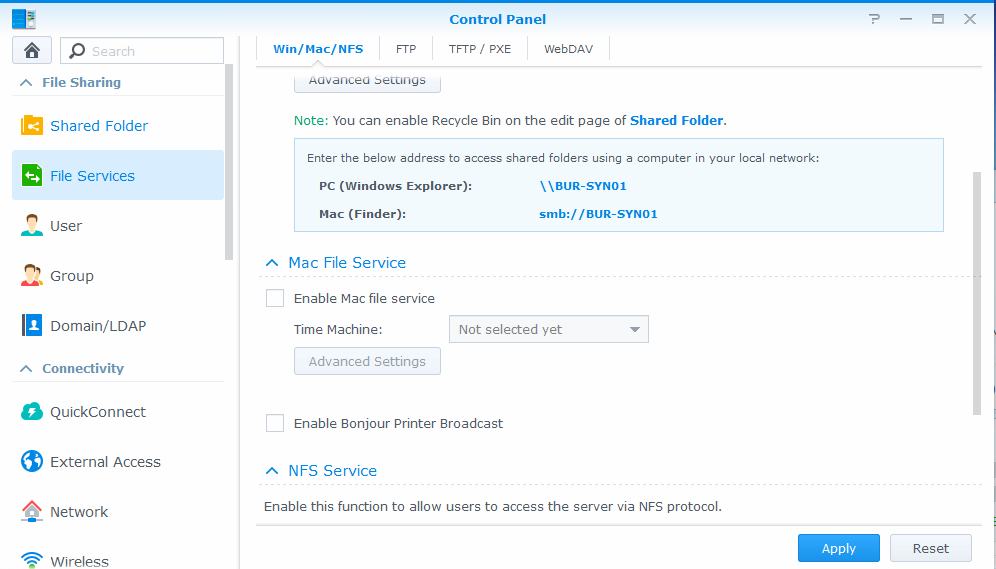 Control Panel
Search
File Sharing
Shared Folder
File Services
User
Group
Domain/LDAP
Connectivity
QuickConnect
External Access
Network
Wireless
Win/Mac/NFS FTP TFTP / PXE WebDAV
Advanced Settings
Note: You can enable Recycle Bin on the edit page of Shared Folder.
Enter the below address to access shared folders using a computer in your local network:
PC (Windows Explorer): \\BUR-SYN01
Mac (Finder): smb://BUR-SYN01
Mac File Service
Enable Mac file service
Time Machine: Not selected yet
Advanced Settings
Enable Bonjour Printer Broadcast
NFS Service
Enable this function to allow users to access the server via NFS protocol.
Apply Reset